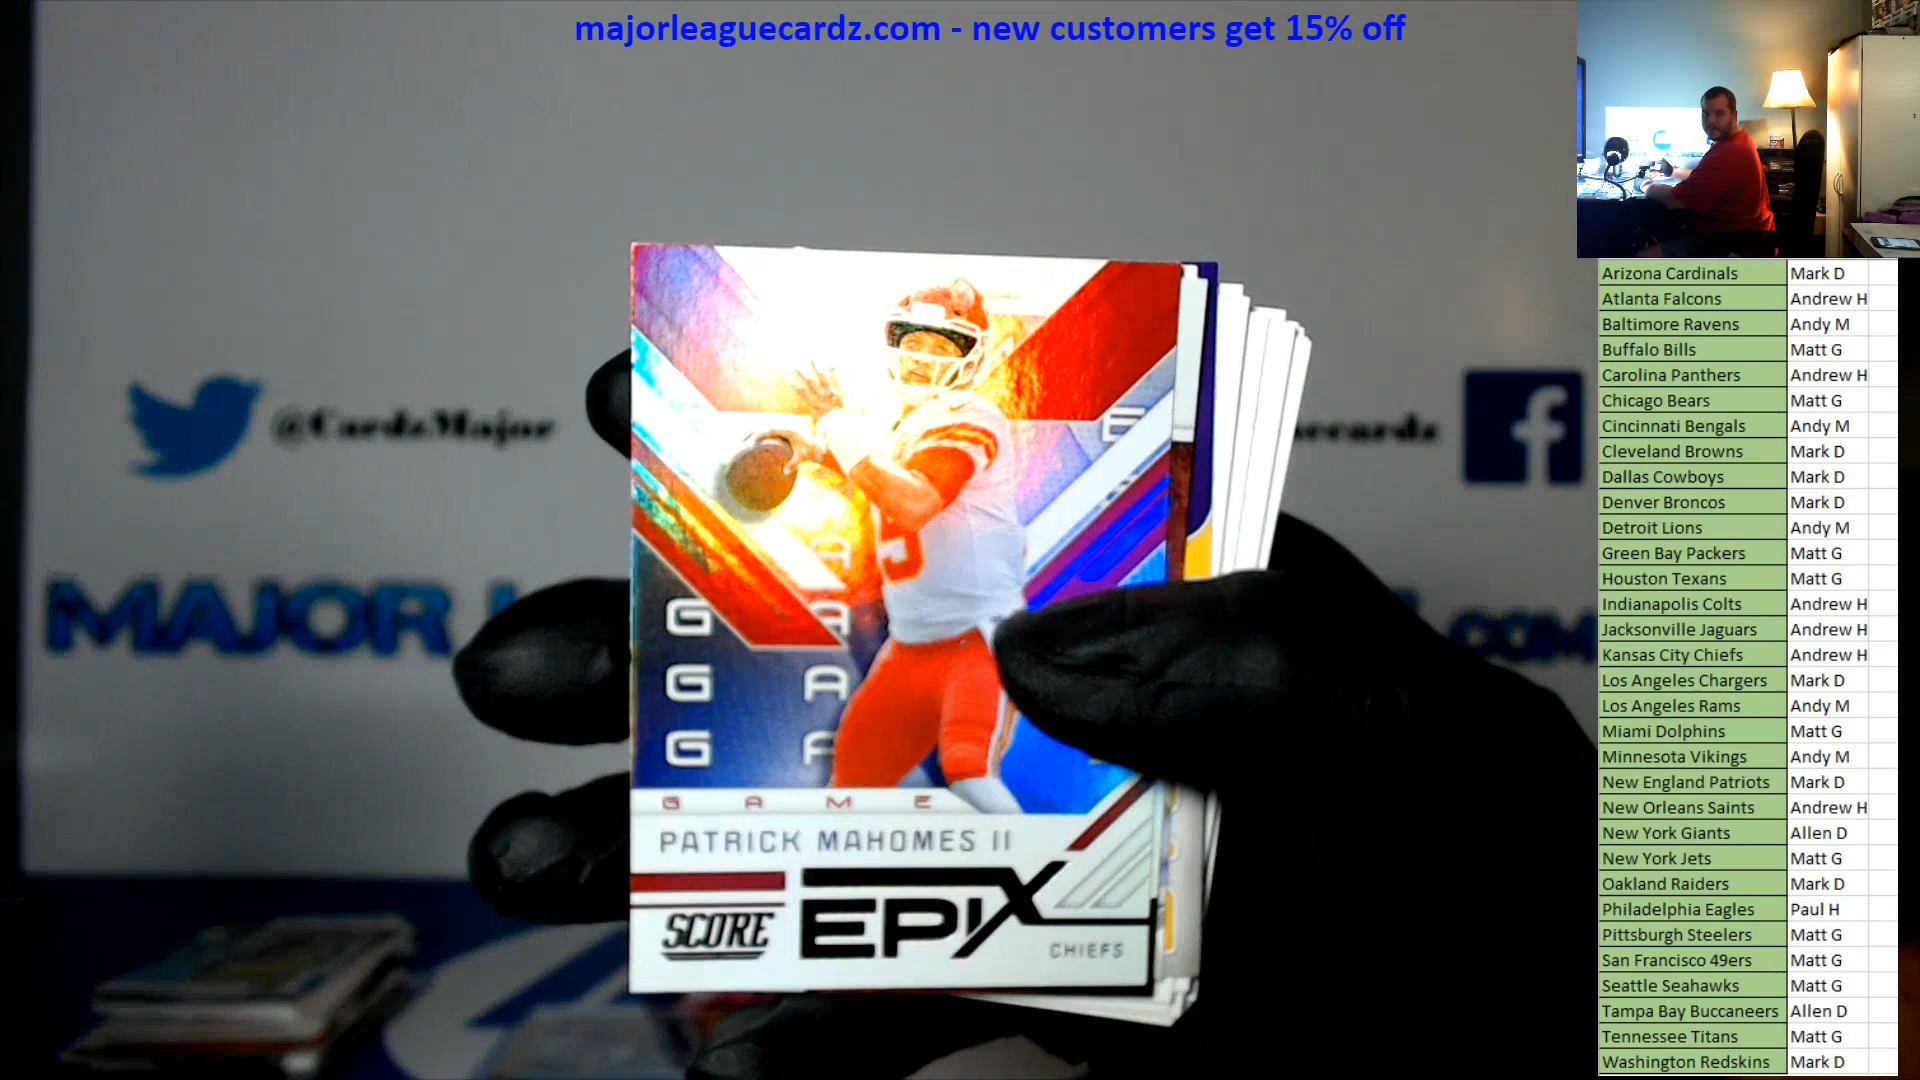 majorleaguecardz.com - new customers get 15% off
@CardzMajor
MAJOR
.COM
E
A
G A
G A
G A
G A M E
PATRICK MAHOMES II
SCORE EPIX
CHIEFS
Arizona Cardinals Mark D
Atlanta Falcons Andrew H
Baltimore Ravens Andy M
Buffalo Bills Matt G
Carolina Panthers Andrew H
Chicago Bears Matt G
Cincinnati Bengals Andy M
Cleveland Browns Mark D
Dallas Cowboys Mark D
Denver Broncos Mark D
Detroit Lions Andy M
Green Bay Packers Matt G
Houston Texans Matt G
Indianapolis Colts Andrew H
Jacksonville Jaguars Andrew H
Kansas City Chiefs Andrew H
Los Angeles Chargers Mark D
Los Angeles Rams Andy M
Miami Dolphins Matt G
Minnesota Vikings Andy M
New England Patriots Mark D
New Orleans Saints Andrew H
New York Giants Allen D
New York Jets Matt G
Oakland Raiders Mark D
Philadelphia Eagles Paul H
Pittsburgh Steelers Matt G
San Francisco 49ers Matt G
Seattle Seahawks Matt G
Tampa Bay Buccaneers Allen D
Tennessee Titans Matt G
Washington Redskins Mark D